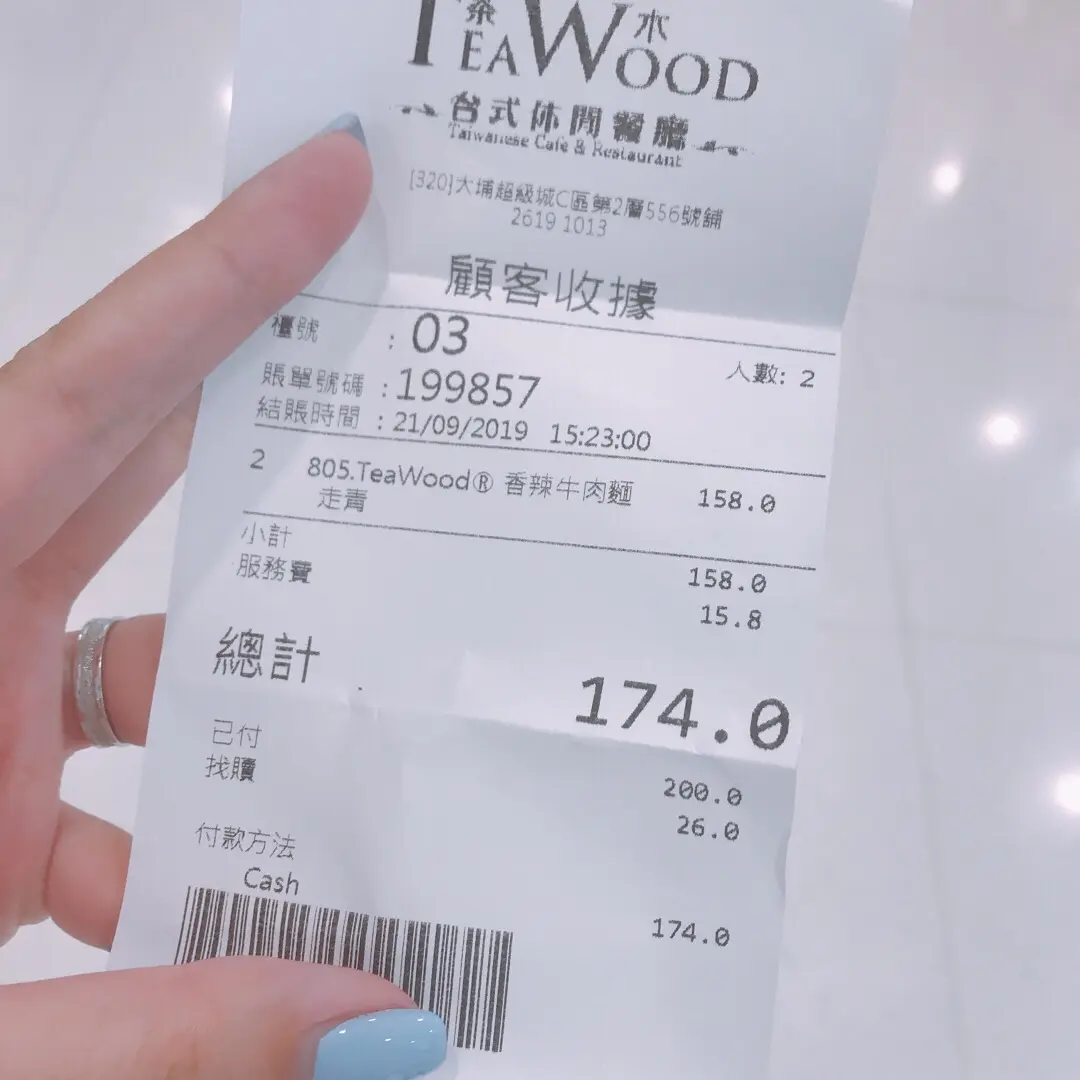 茶 木
TEAWOOD
台式休閒餐廳
Taiwanese Cafe & Restaurant
[320]大埔超級城C區第2層556號舖
2619 1013
顧客收據
櫃號 : 03 人數: 2
賬單號碼 : 199857
結賬時間 : 21/09/2019 15:23:00
2 805.TeaWood® 香辣牛肉麵 158.0
走青
小計 158.0
服務費 15.8
總計 174.0
已付 200.0
找贖 26.0
付款方法
Cash 174.0